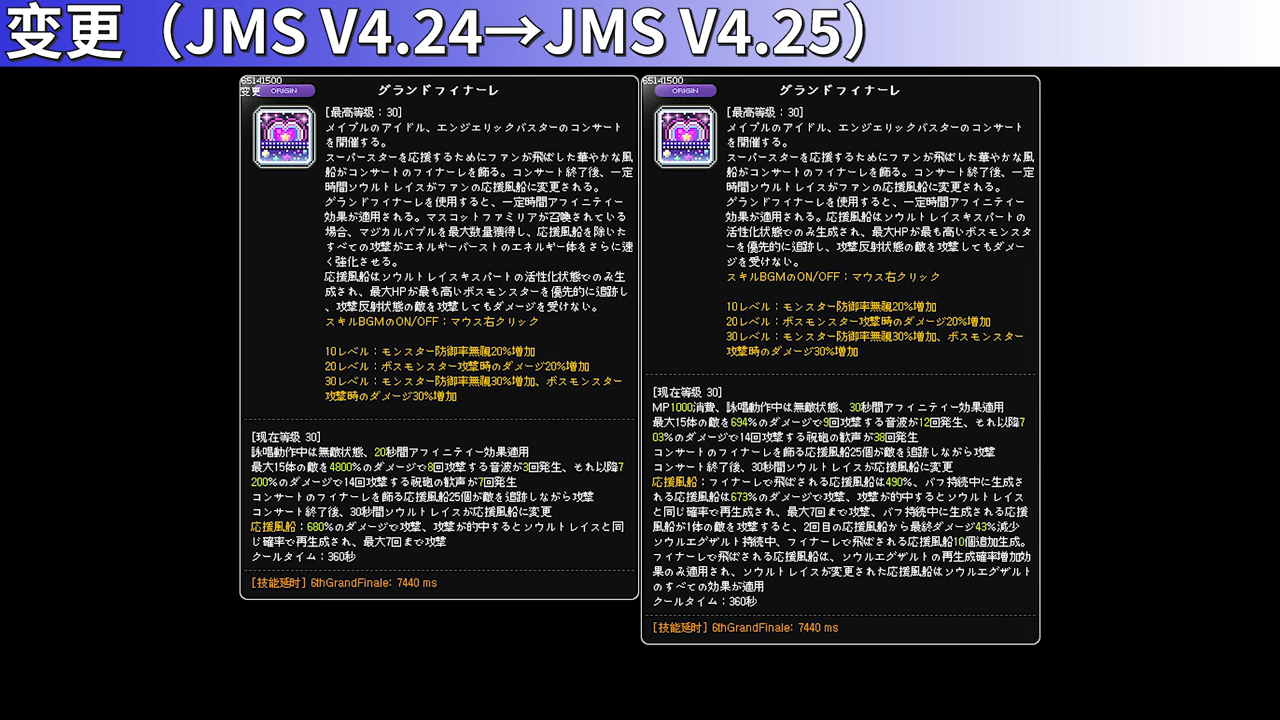 変更（JMS V4.24→JMS V4.25）
65141500
変更
ORIGIN
グランドフィナーレ
[最高等級：30]
メイプルのアイドル、エンジェリックバスターのコンサート
を開催する。
スーパースターを応援するためにファンが飛ばした華やかな風
船がコンサートのフィナーレを飾る。コンサート終了後、一定
時間ソウルトレイスがファンの応援風船に変更される。
グランドフィナーレを使用すると、一定時間アフィニティー
効果が適用される。マスコットファミリアが召喚されている
場合、マジカルバブルを最大数量獲得し、応援風船を除いた
すべての攻撃がエネルギーバーストのエネルギー体をさらに速
く強化させる。
応援風船はソウルトレイスキスパートの活性化状態でのみ生
成され、最大HPが最も高いボスモンスターを優先的に追跡し
、攻撃反射状態の敵を攻撃してもダメージを受けない。
スキルBGMのON/OFF：マウス右クリック
10レベル：モンスター防御率無視20%増加
20レベル：ボスモンスター攻撃時のダメージ20%増加
30レベル：モンスター防御率無視30%増加、ボスモンスター
攻撃時のダメージ30%増加
[現在等級 30]
詠唱動作中は無敵状態、20秒間アフィニティー効果適用
最大15体の敵を4800%のダメージで8回攻撃する音波が3回発生、それ以降7
200%のダメージで14回攻撃する祝砲の歓声が7回発生
コンサートのフィナーレを飾る応援風船25個が敵を追跡しながら攻撃
コンサート終了後、30秒間ソウルトレイスが応援風船に変更
応援風船：680%のダメージで攻撃、攻撃が的中するとソウルトレイスと同
じ確率で再生成され、最大7回まで攻撃
クールタイム：360秒
[技能延时] 6thGrandFinale: 7440 ms
65141500
ORIGIN
グランドフィナーレ
[最高等級：30]
メイプルのアイドル、エンジェリックバスターのコンサート
を開催する。
スーパースターを応援するためにファンが飛ばした華やかな風
船がコンサートのフィナーレを飾る。コンサート終了後、一定
時間ソウルトレイスがファンの応援風船に変更される。
グランドフィナーレを使用すると、一定時間アフィニティー
効果が適用される。応援風船はソウルトレイスキスパートの
活性化状態でのみ生成され、最大HPが最も高いボスモンスタ
ーを優先的に追跡し、攻撃反射状態の敵を攻撃してもダメー
ジを受けない。
スキルBGMのON/OFF：マウス右クリック
10レベル：モンスター防御率無視20%増加
20レベル：ボスモンスター攻撃時のダメージ20%増加
30レベル：モンスター防御率無視30%増加、ボスモンスター
攻撃時のダメージ30%増加
[現在等級 30]
MP1000消費、詠唱動作中は無敵状態、30秒間アフィニティー効果適用
最大15体の敵を694%のダメージで9回攻撃する音波が12回発生、それ以降7
03%のダメージで14回攻撃する祝砲の歓声が38回発生
コンサートのフィナーレを飾る応援風船25個が敵を追跡しながら攻撃
コンサート終了後、30秒間ソウルトレイスが応援風船に変更
応援風船：フィナーレで飛ばされる応援風船は490%、バフ持続中に生成さ
れる応援風船は673%のダメージで攻撃、攻撃が的中するとソウルトレイス
と同じ確率で再生成され、最大7回まで攻撃、バフ持続中に生成される応援
風船が1体の敵を攻撃すると、2回目の応援風船から最終ダメージ43%減少
ソウルエグザルト持続中、フィナーレで飛ばされる応援風船10個追加生成。
フィナーレで飛ばされる応援風船は、ソウルエグザルトの再生成確率増加効
果のみ適用され、ソウルトレイスが変更された応援風船はソウルエグザルト
のすべての効果が適用
クールタイム：360秒
[技能延时] 6thGrandFinale: 7440 ms